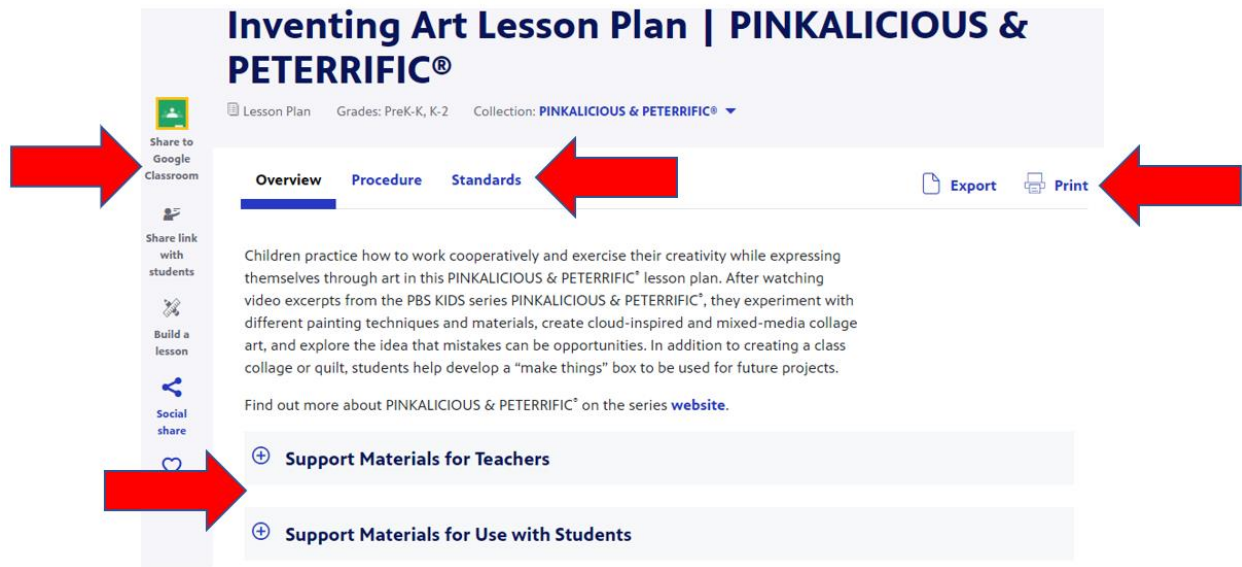 Inventing Art Lesson Plan | PINKALICIOUS &
PETERRIFIC®
Lesson Plan Grades: PreK-K, K-2 Collection: PINKALICIOUS & PETERRIFIC®
Share to
Google
Classroom
Share link
with
students
Build a
lesson
Social
share
Overview Procedure Standards Export Print
Children practice how to work cooperatively and exercise their creativity while expressing
themselves through art in this PINKALICIOUS & PETERRIFIC® lesson plan. After watching
video excerpts from the PBS KIDS series PINKALICIOUS & PETERRIFIC®, they experiment with
different painting techniques and materials, create cloud-inspired and mixed-media collage
art, and explore the idea that mistakes can be opportunities. In addition to creating a class
collage or quilt, students help develop a “make things” box to be used for future projects.
Find out more about PINKALICIOUS & PETERRIFIC® on the series website.
Support Materials for Teachers
Support Materials for Use with Students